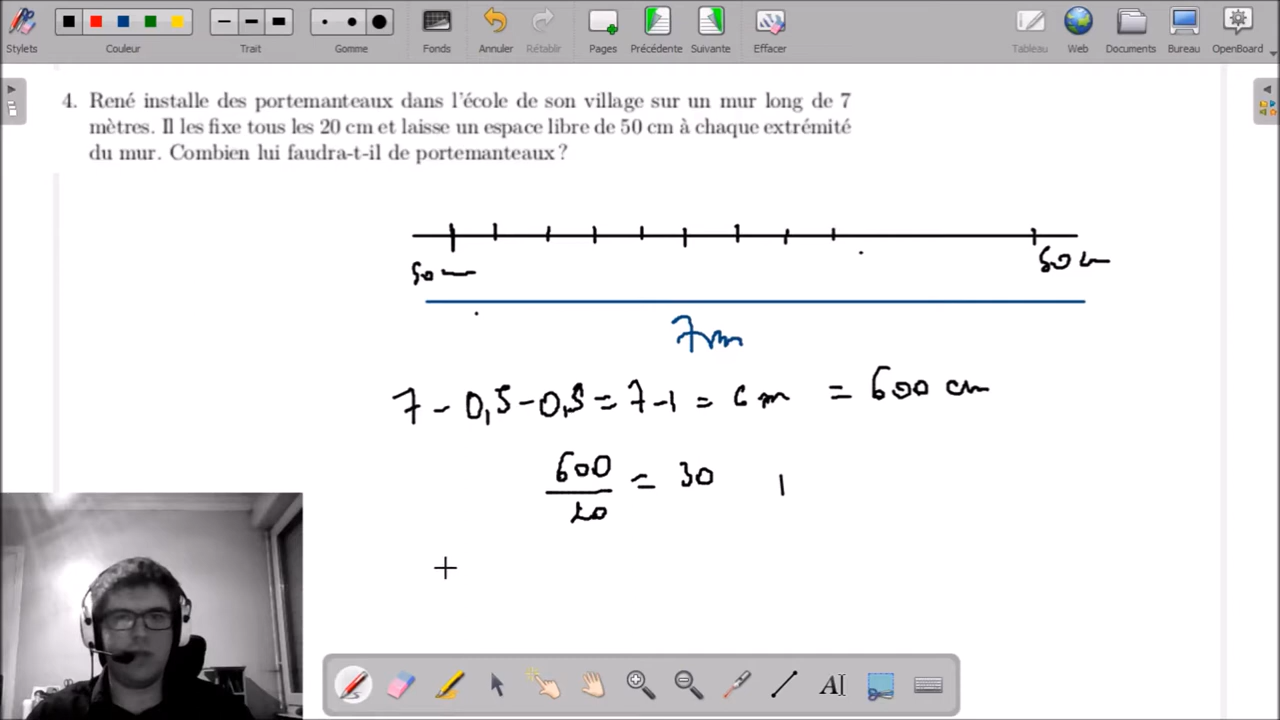 Stylets Couleur Trait Gomme Fonds Annuler Rétablir Pages Précédente Suivante Effacer Tableau Web Documents Bureau OpenBoard
4. René installe des portemanteaux dans l'école de son village sur un mur long de 7
mètres. Il les fixe tous les 20 cm et laisse un espace libre de 50 cm à chaque extrémité
du mur. Combien lui faudra-t-il de portemanteaux ?
50 cm 50 cm
7m
7 - 0,5 - 0,5 = 7 - 1 = 6 m = 600 cm
600
— = 30
20
AI